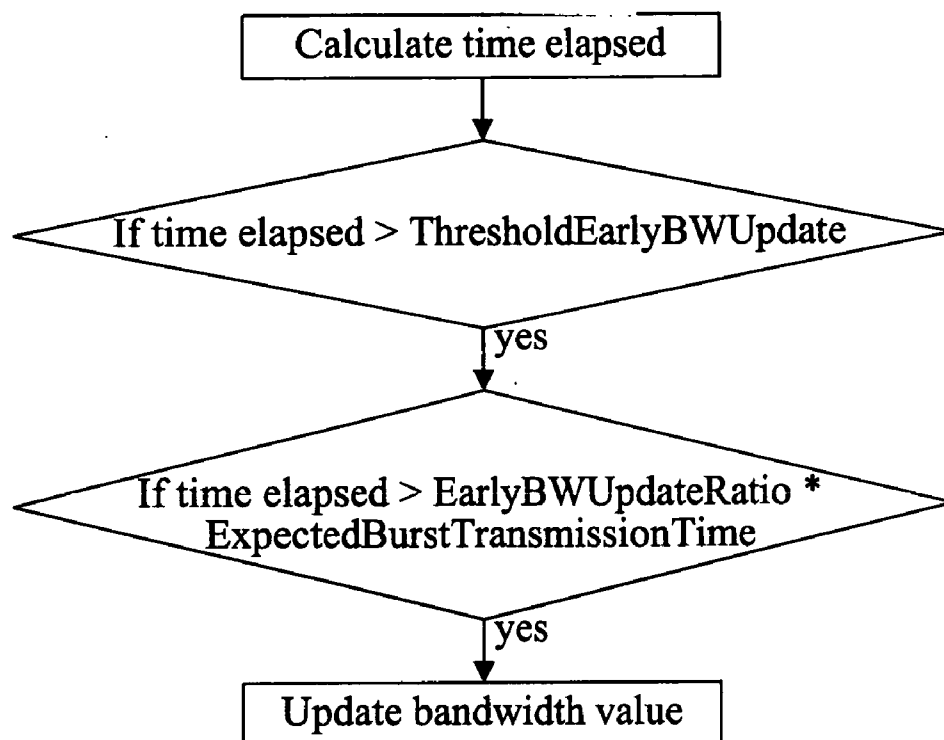 Calculate time elapsed
If time elapsed > ThresholdEarlyBWUpdate
yes
If time elapsed > EarlyBWUpdateRatio *
ExpectedBurstTransmissionTime
yes
Update bandwidth value